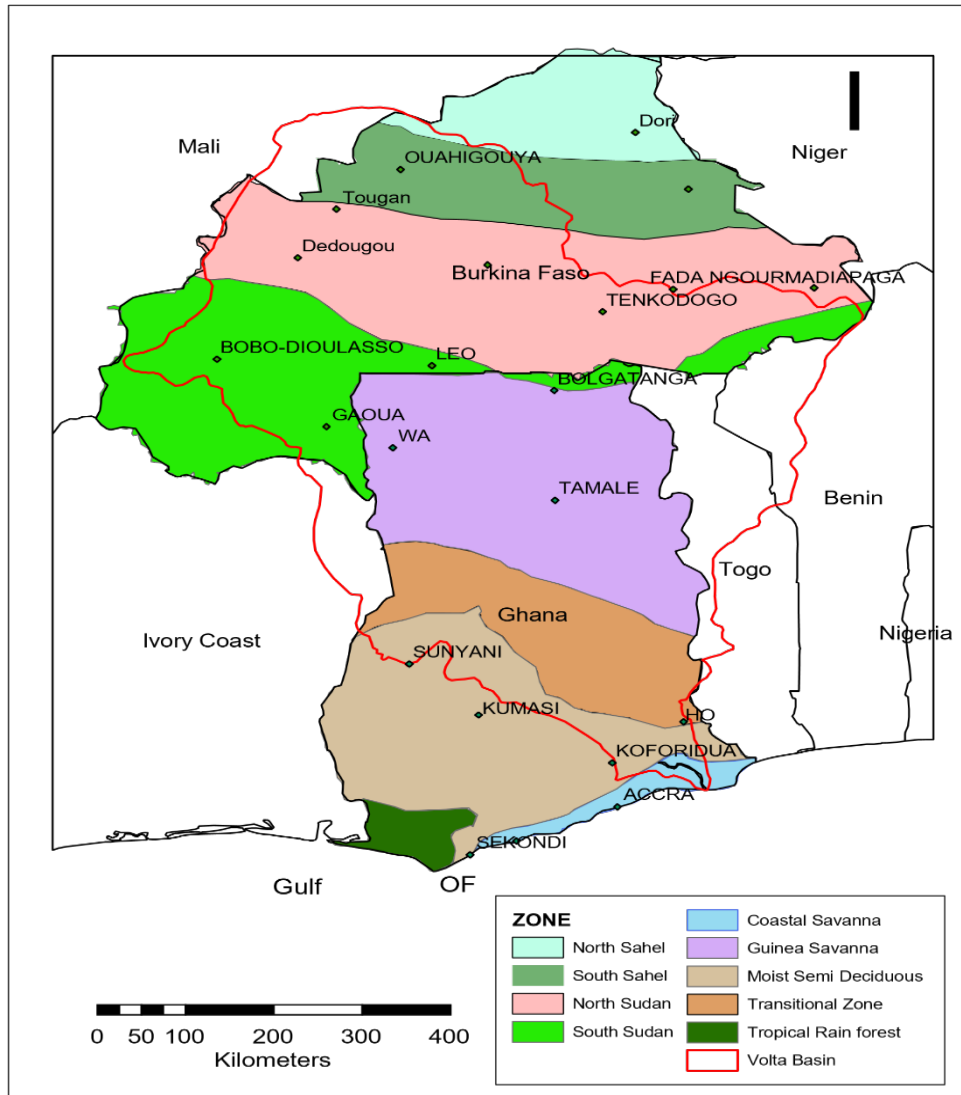 Dori
Mali
Niger
OUAHIGOUYA
Tougan
Dedougou
Burkina Faso
FADA NGOURMADIAPAGA
TENKODOGO
BOBO-DIOULASSO
LEO
BOLGATANGA
GAOUA
WA
TAMALE
Benin
Togo
Ghana
Ivory Coast
Nigeria
SUNYANI
KUMASI
HO
KOFORIDUA
ACCRA
SEKONDI
Gulf OF
ZONE
North Sahel
South Sahel
North Sudan
South Sudan
Coastal Savanna
Guinea Savanna
Moist Semi Deciduous
Transitional Zone
Tropical Rain forest
Volta Basin
0 50 100 200 300 400
Kilometers